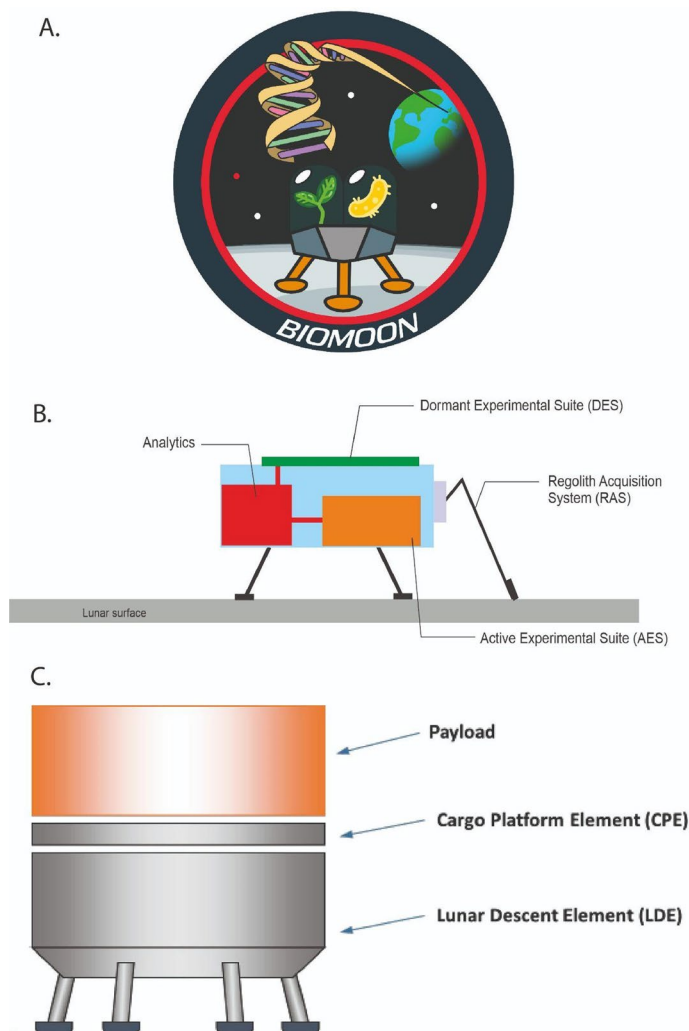 A.
BIOMOON
B.
Dormant Experimental Suite (DES)
Analytics
Regolith Acquisition
System (RAS)
Lunar surface
Active Experimental Suite (AES)
C.
Payload
Cargo Platform Element (CPE)
Lunar Descent Element (LDE)